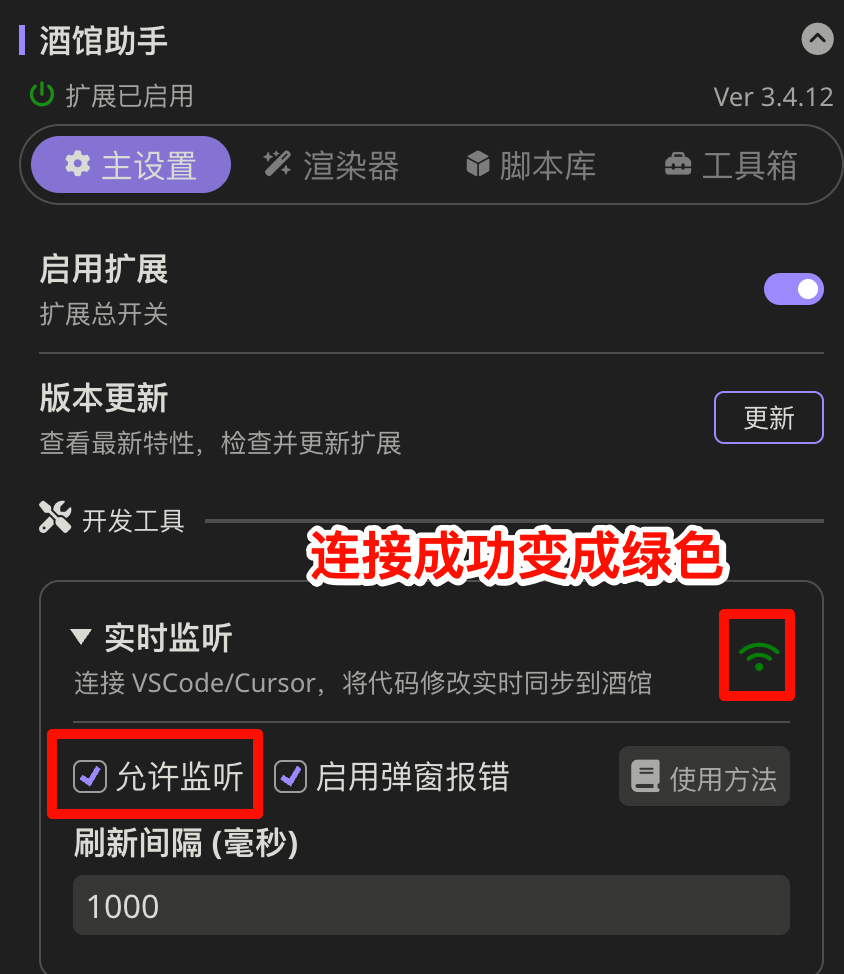 酒馆助手
扩展已启用
Ver 3.4.12
主设置 渲染器 脚本库 工具箱
启用扩展
扩展总开关
版本更新
查看最新特性，检查并更新扩展
更新
开发工具
连接成功变成绿色
实时监听
连接 VSCode/Cursor，将代码修改实时同步到酒馆
允许监听 启用弹窗报错 使用方法
刷新间隔 (毫秒)
1000